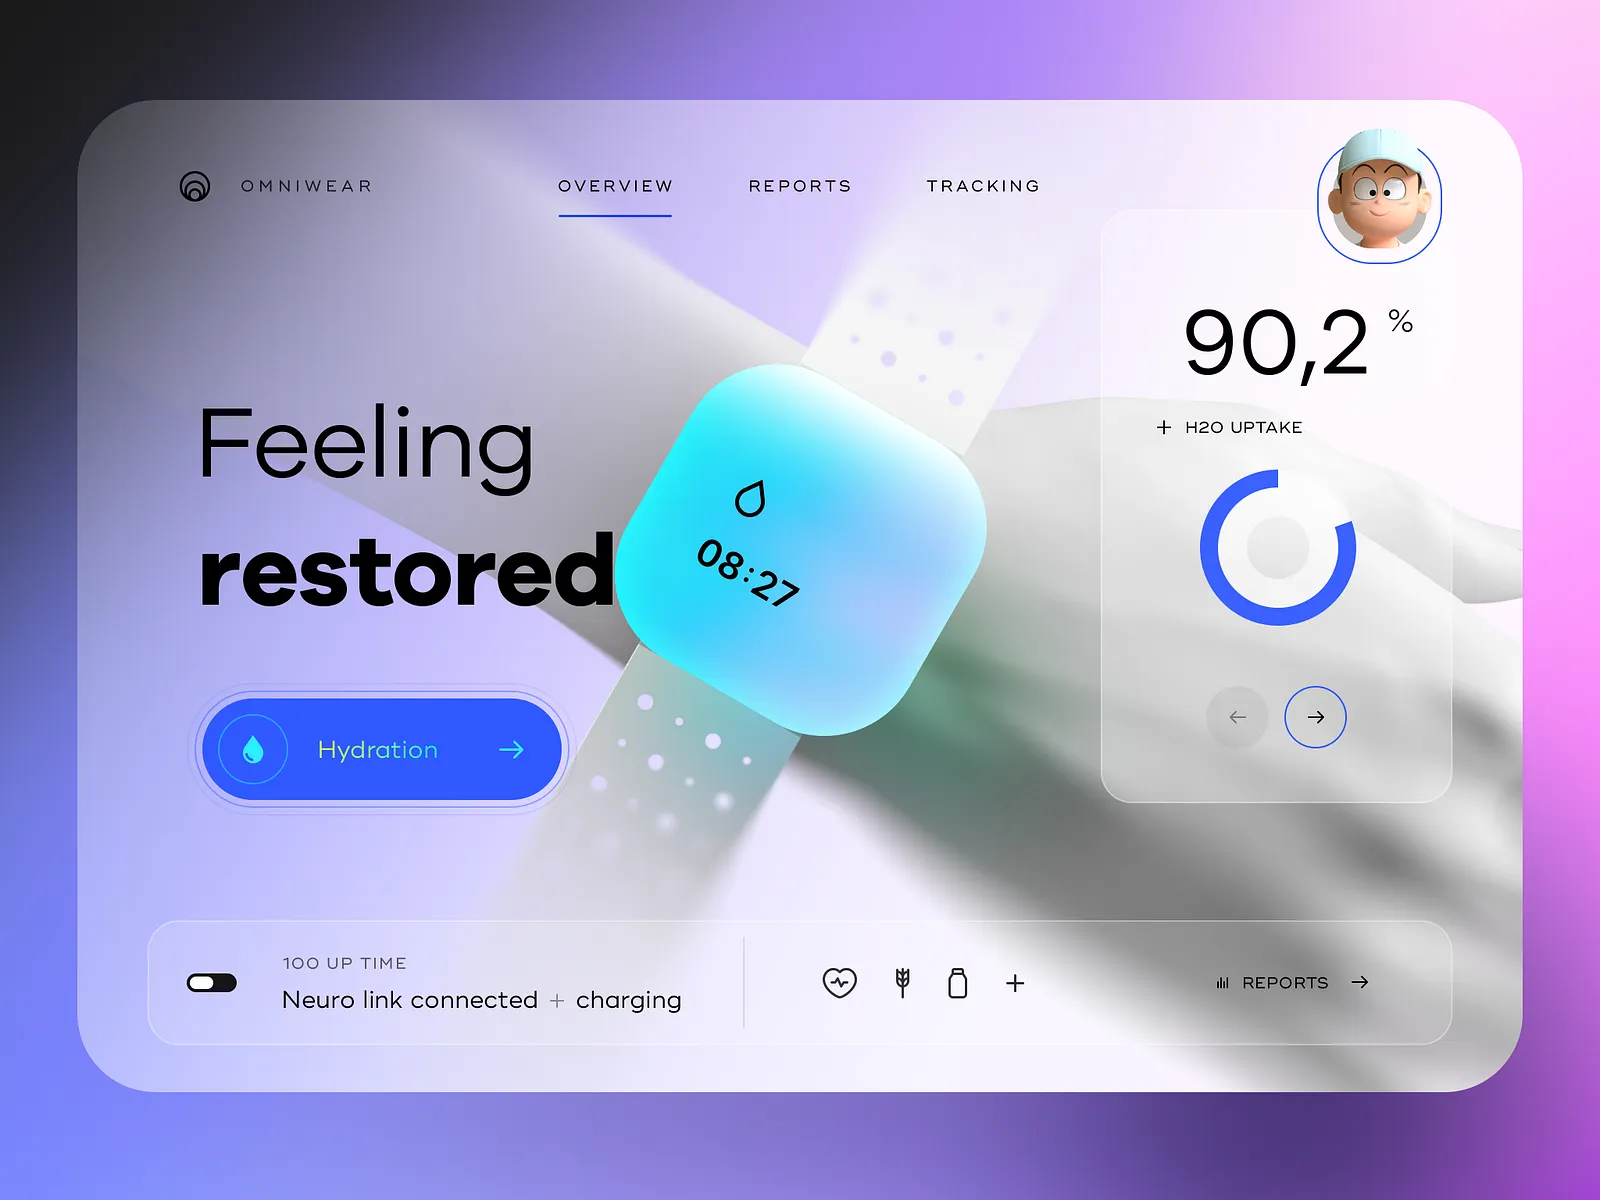 OMNIWEAR
OVERVIEW
REPORTS
TRACKING
90,2 %
+ H2O UPTAKE
Feeling
restored
08:27
Hydration
100 UP TIME
Neuro link connected + charging
REPORTS